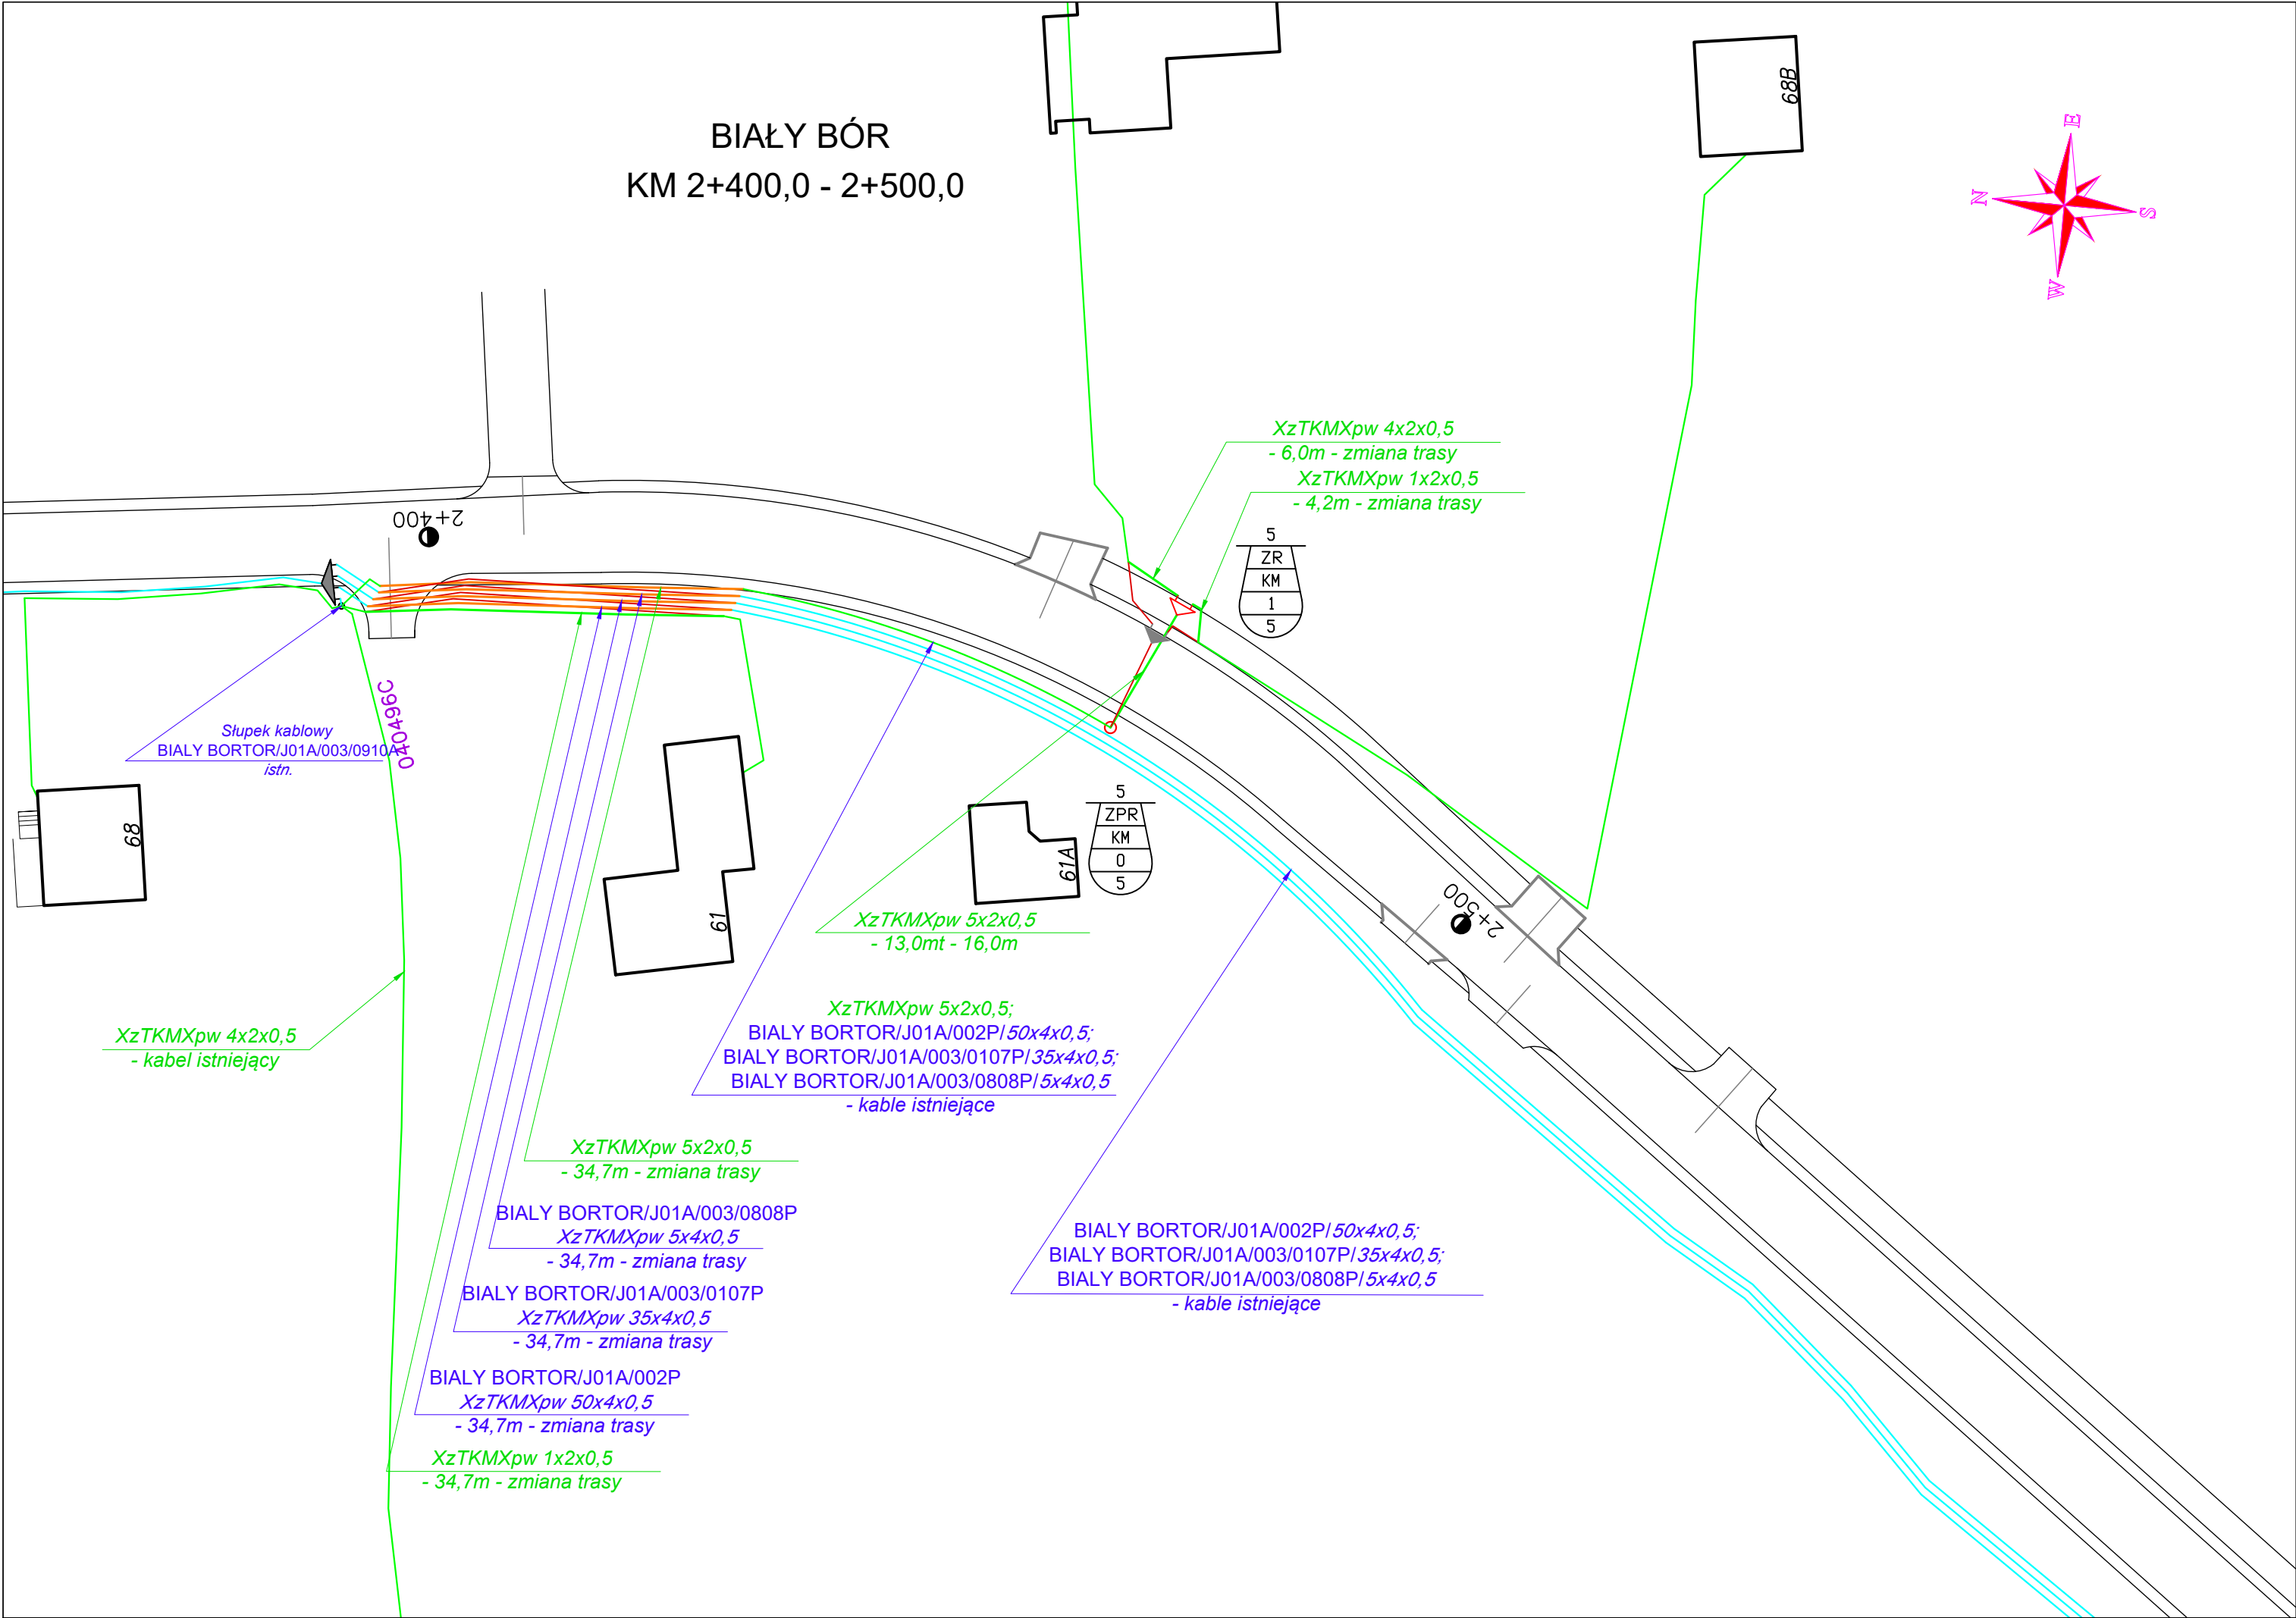 BIAŁY BÓR
KM 2+400,0 - 2+500,0
68B
E
N
S
W
XzTKMXpw 4x2x0,5
- 6,0m - zmiana trasy
XzTKMXpw 1x2x0,5
- 4,2m - zmiana trasy
2+400
5
ZR
KM
1
5
040496C
Słupek kablowy
BIALY BORTOR/J01A/003/0910A
istn.
68
61
61A
5
ZPR
KM
0
5
2+500
XzTKMXpw 5x2x0,5
- 13,0mt - 16,0m
XzTKMXpw 4x2x0,5
- kabel istniejący
XzTKMXpw 5x2x0,5;
BIALY BORTOR/J01A/002P/50x4x0,5;
BIALY BORTOR/J01A/003/0107P/35x4x0,5;
BIALY BORTOR/J01A/003/0808P/5x4x0,5
- kable istniejące
XzTKMXpw 5x2x0,5
- 34,7m - zmiana trasy
BIALY BORTOR/J01A/003/0808P
XzTKMXpw 5x4x0,5
- 34,7m - zmiana trasy
BIALY BORTOR/J01A/003/0107P
XzTKMXpw 35x4x0,5
- 34,7m - zmiana trasy
BIALY BORTOR/J01A/002P
XzTKMXpw 50x4x0,5
- 34,7m - zmiana trasy
XzTKMXpw 1x2x0,5
- 34,7m - zmiana trasy
BIALY BORTOR/J01A/002P/50x4x0,5;
BIALY BORTOR/J01A/003/0107P/35x4x0,5;
BIALY BORTOR/J01A/003/0808P/5x4x0,5
- kable istniejące